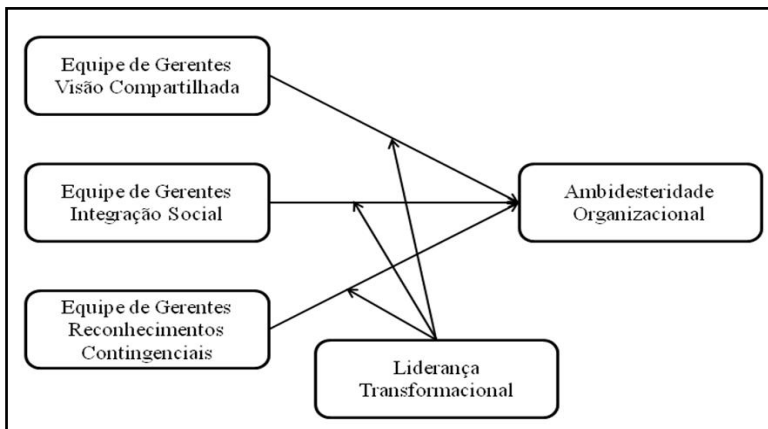 Equipe de Gerentes
Visão Compartilhada
Equipe de Gerentes
Integração Social
Ambidesteridade
Organizacional
Equipe de Gerentes
Reconhecimentos
Contingenciais
Liderança
Transformacional